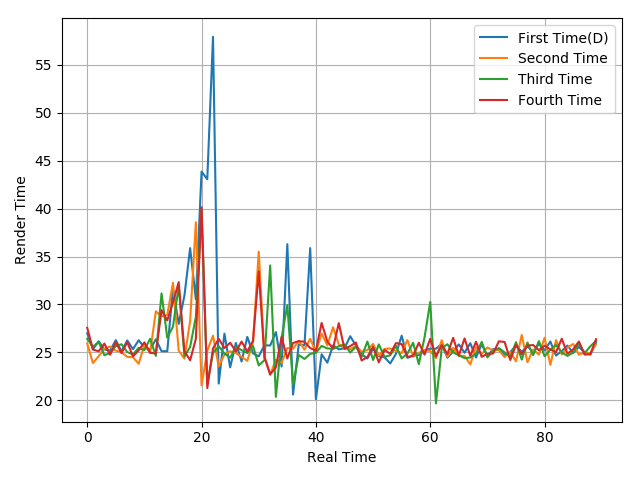 First Time(D)
Second Time
Third Time
Fourth Time
Render Time
55
50
45
40
35
30
25
20
0
20
40
60
80
Real Time